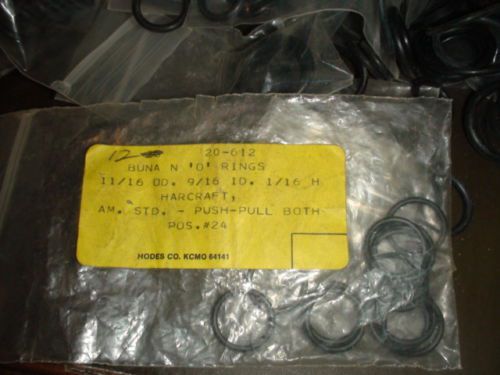 12 20-612
BUNA N 'O' RINGS
11/16 OD. 9/16 ID. 1/16 H
HARCRAFT,
AM. STD. - PUSH-PULL BOTH
POS.#24
HODES CO. KCMO 64141